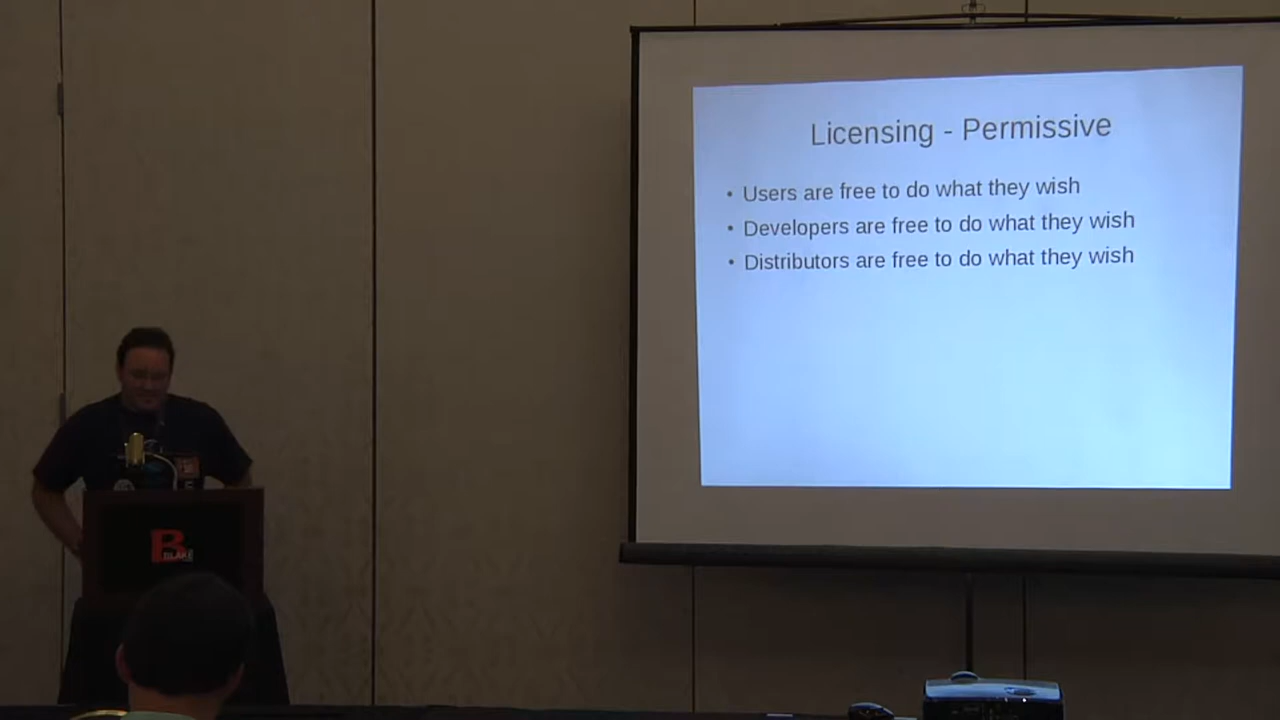 Licensing - Permissive
• Users are free to do what they wish
• Developers are free to do what they wish
• Distributors are free to do what they wish
B
BLAKE